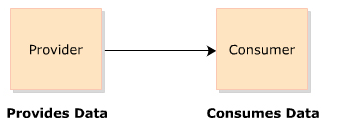 Provider
Consumer
Provides Data
Consumes Data